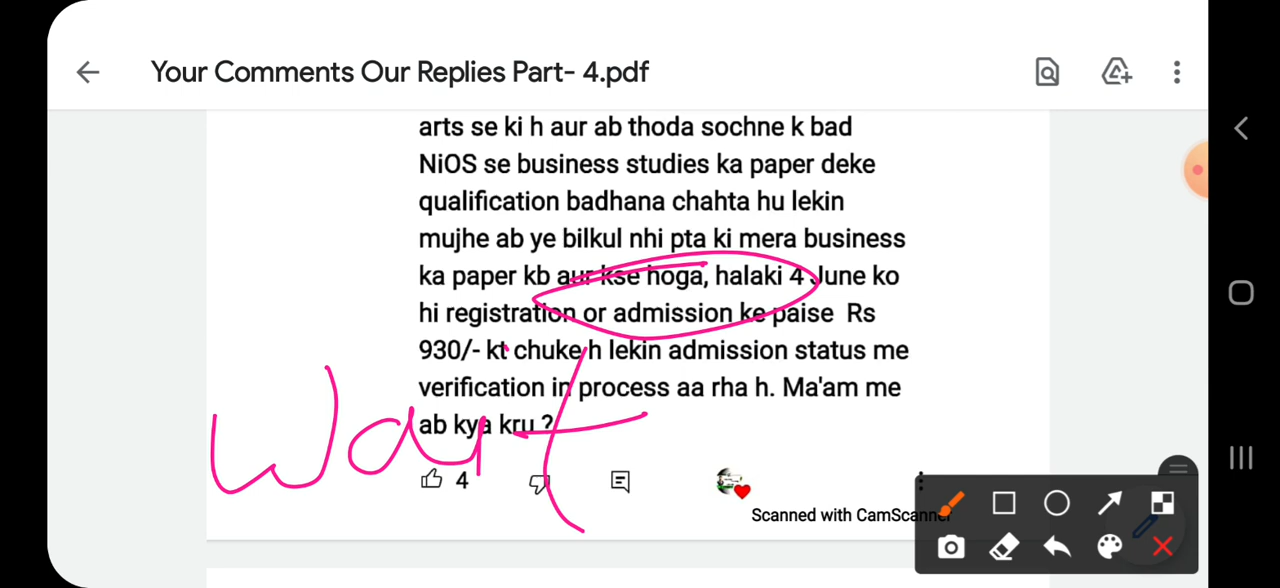 Your Comments Our Replies Part- 4.pdf
arts se ki h aur ab thoda sochne k bad
NiOS se business studies ka paper deke
qualification badhana chahta hu lekin
mujhe ab ye bilkul nhi pta ki mera business
ka paper kb aur kse hoga, halaki 4 June ko
hi registration or admission ke paise Rs
930/- kt chuke h lekin admission status me
verification in process aa rha h. Ma'am me
ab kya kru ?
Wait
4
Scanned with CamScanner